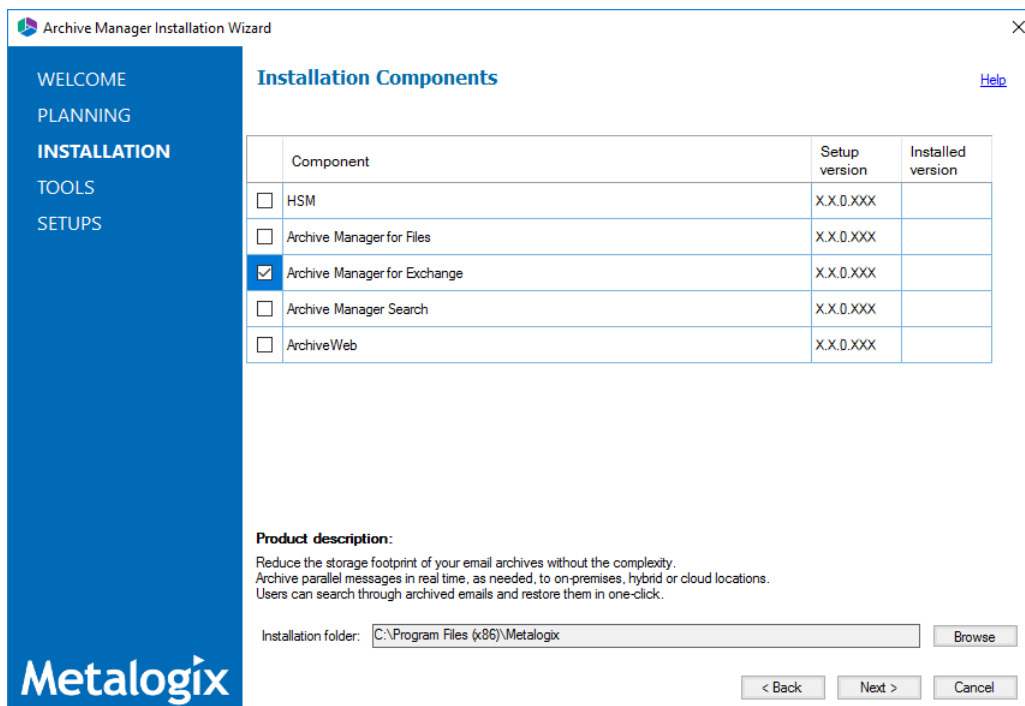 Archive Manager Installation Wizard
WELCOME
PLANNING
INSTALLATION
TOOLS
SETUPS
Installation Components
Help
Component
Setup version
Installed version
HSM X.X.0.XXX
Archive Manager for Files X.X.0.XXX
Archive Manager for Exchange X.X.0.XXX
Archive Manager Search X.X.0.XXX
ArchiveWeb X.X.0.XXX
Product description:
Reduce the storage footprint of your email archives without the complexity.
Archive parallel messages in real time, as needed, to on-premises, hybrid or cloud locations.
Users can search through archived emails and restore them in one-click.
Installation folder: C:\Program Files (x86)\Metalogix Browse
Metalogix
< Back Next > Cancel